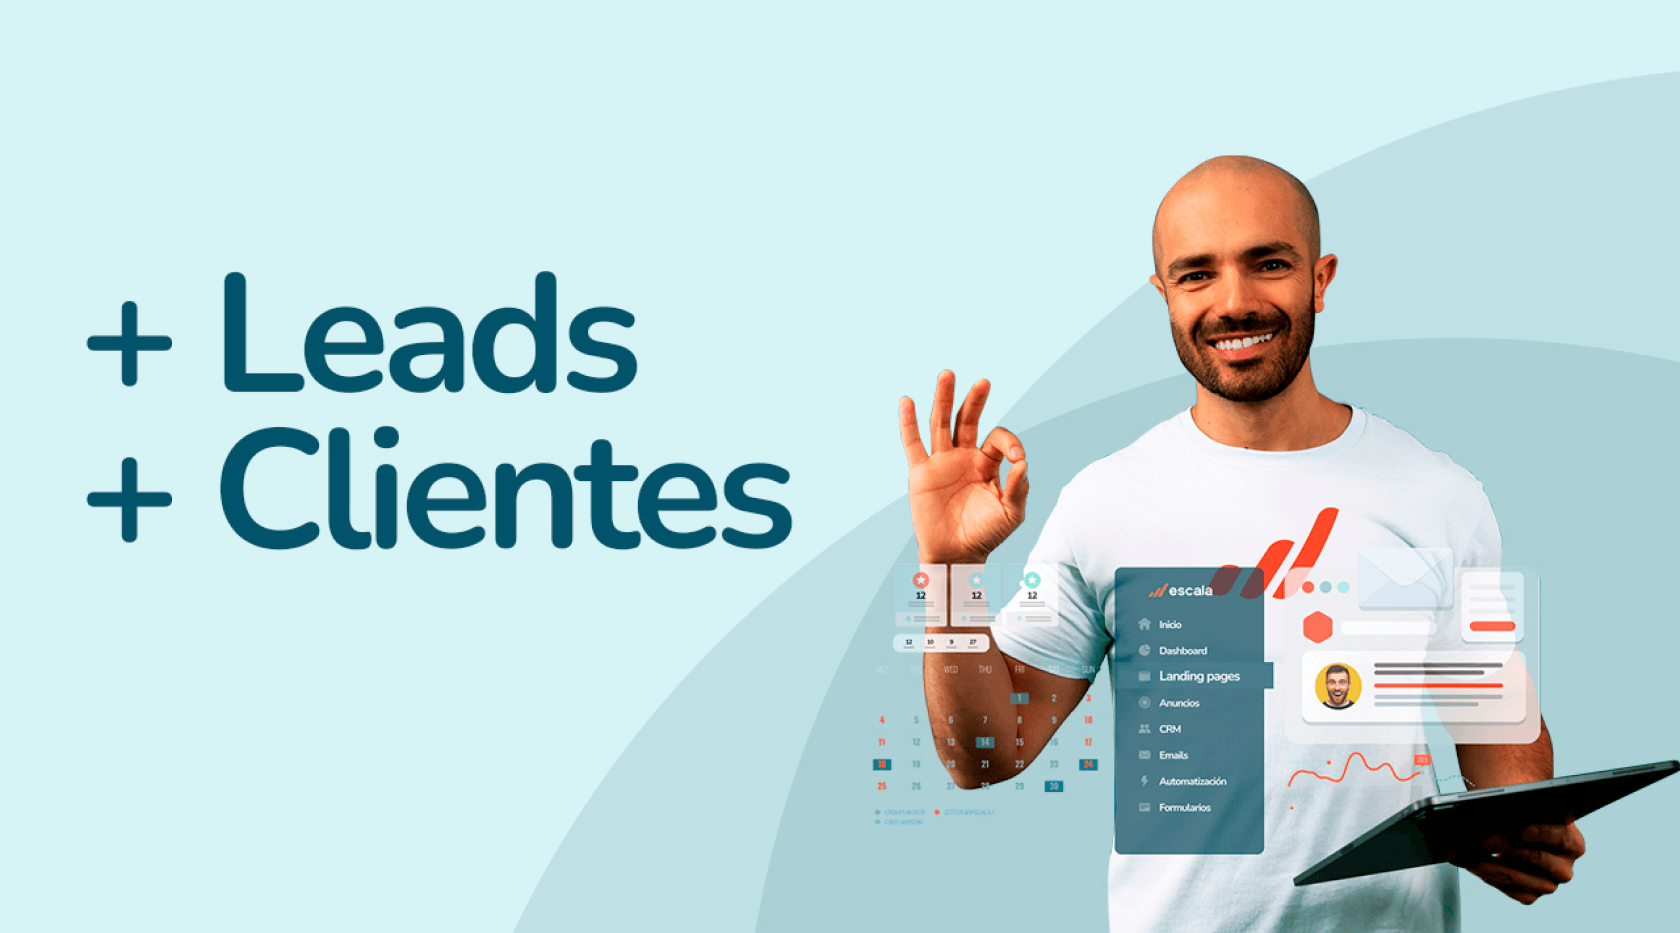 + Leads
+ Clientes
12 12 12
12 10 9 27
WED THU FRI SAT SUN
1 2 3
4 5 6 7 8 9 10
11 12 13 14 15 16 17
18 19 20 21 22 23 24
25 26 27 28 29 30
escala
Inicio
Dashboard
Landing pages
Anuncios
CRM
Emails
Automatización
Formularios